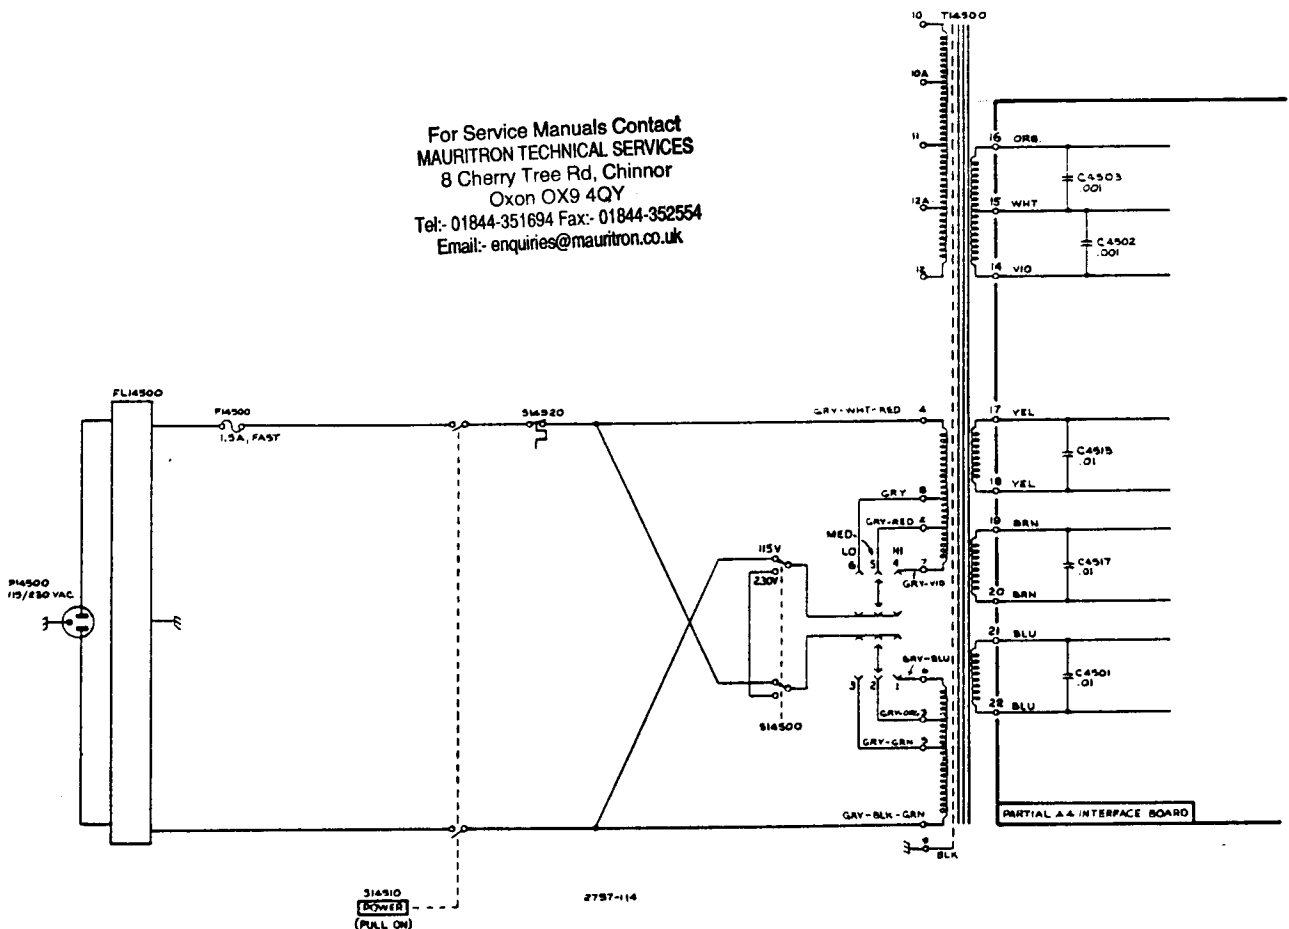 10 T14500
10A
11
12A
For Service Manuals Contact
MAURITRON TECHNICAL SERVICES
8 Cherry Tree Rd, Chinnor
Oxon OX9 4QY
Tel:- 01844-351694 Fax:- 01844-352554
Email:- enquiries@mauritron.co.uk
16 ORG.
C4503
.001
15 WHT
C4502
.001
14 VIO
FL14500
F14500
1.5A, FAST
S14520
GRY-WHT-RED 4
17 YEL
C4515
.01
18 YEL
GRY
GRY-RED
MED.
LO HI
6 5 4 7
GRY-VIO
19 BRN
C4517
.01
20 BRN
115V
230V
P14500
115/230 VAC
21 BLU
C4501
.01
22 BLU
GRY-BLU
3 2 1
GRY-ORG 3
GRY-GRN
S14500
GRY-BLK-GRN
BLK
PARTIAL A4 INTERFACE BOARD
S14510
POWER
(PULL ON)
2797-114